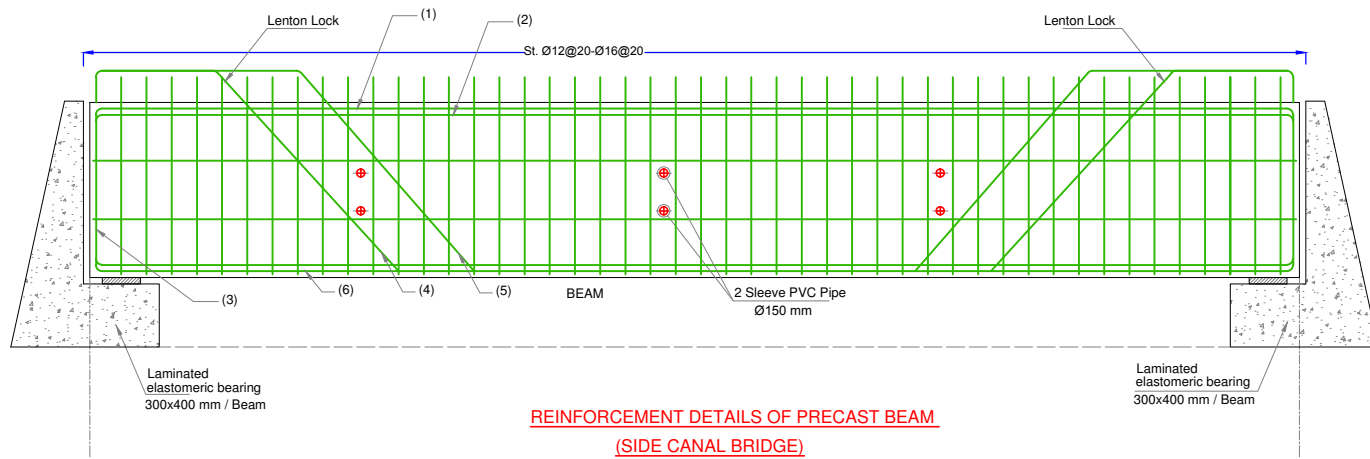 Lenton Lock
(1)
(2)
Lenton Lock
St. Ø12@20-Ø16@20
(3)
(6)
(4)
(5)
BEAM
2 Sleeve PVC Pipe
Ø150 mm
Laminated
elastomeric bearing
300x400 mm / Beam
Laminated
elastomeric bearing
300x400 mm / Beam
REINFORCEMENT DETAILS OF PRECAST BEAM
(SIDE CANAL BRIDGE)